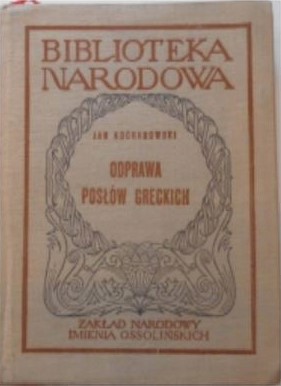 BIBLIOTEKA
NARODOWA
JAN KOCHANOWSKI
ODPRAWA
POSŁÓW GRECKICH
ZAKŁAD NARODOWY
IMIENIA OSSOLIŃSKICH